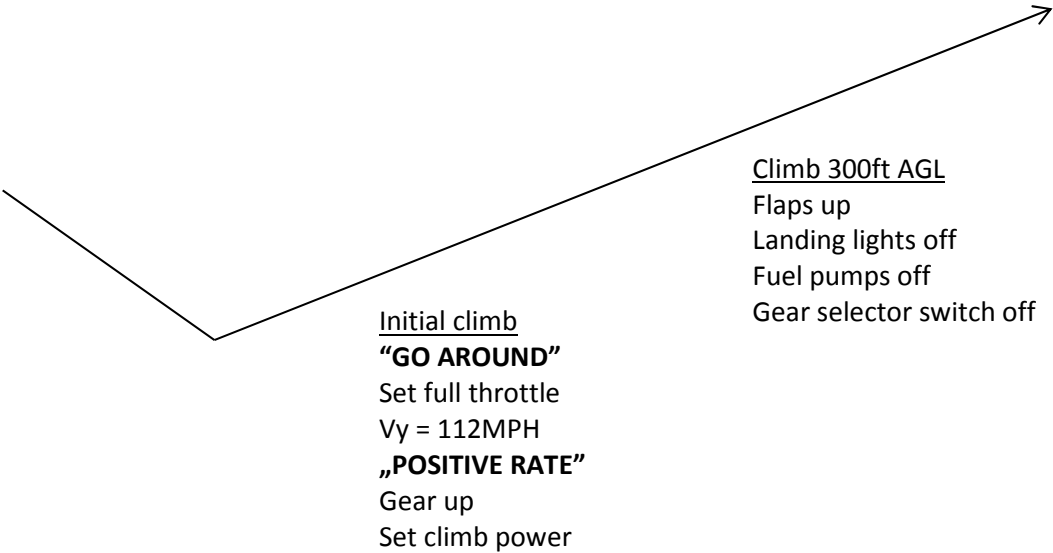 Initial climb
“GO AROUND”
Set full throttle
Vy = 112MPH
„POSITIVE RATE”
Gear up
Set climb power
Climb 300ft AGL
Flaps up
Landing lights off
Fuel pumps off
Gear selector switch off